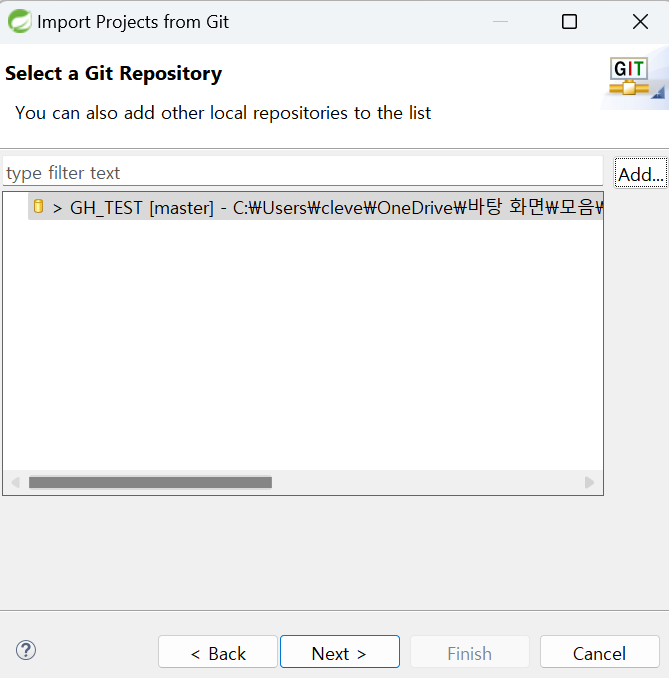 Import Projects from Git
Select a Git Repository
GIT
You can also add other local repositories to the list
type filter text
Add...
> GH_TEST [master] - C:₩Users₩cleve₩OneDrive₩바탕 화면₩모음₩
?
< Back
Next >
Finish
Cancel